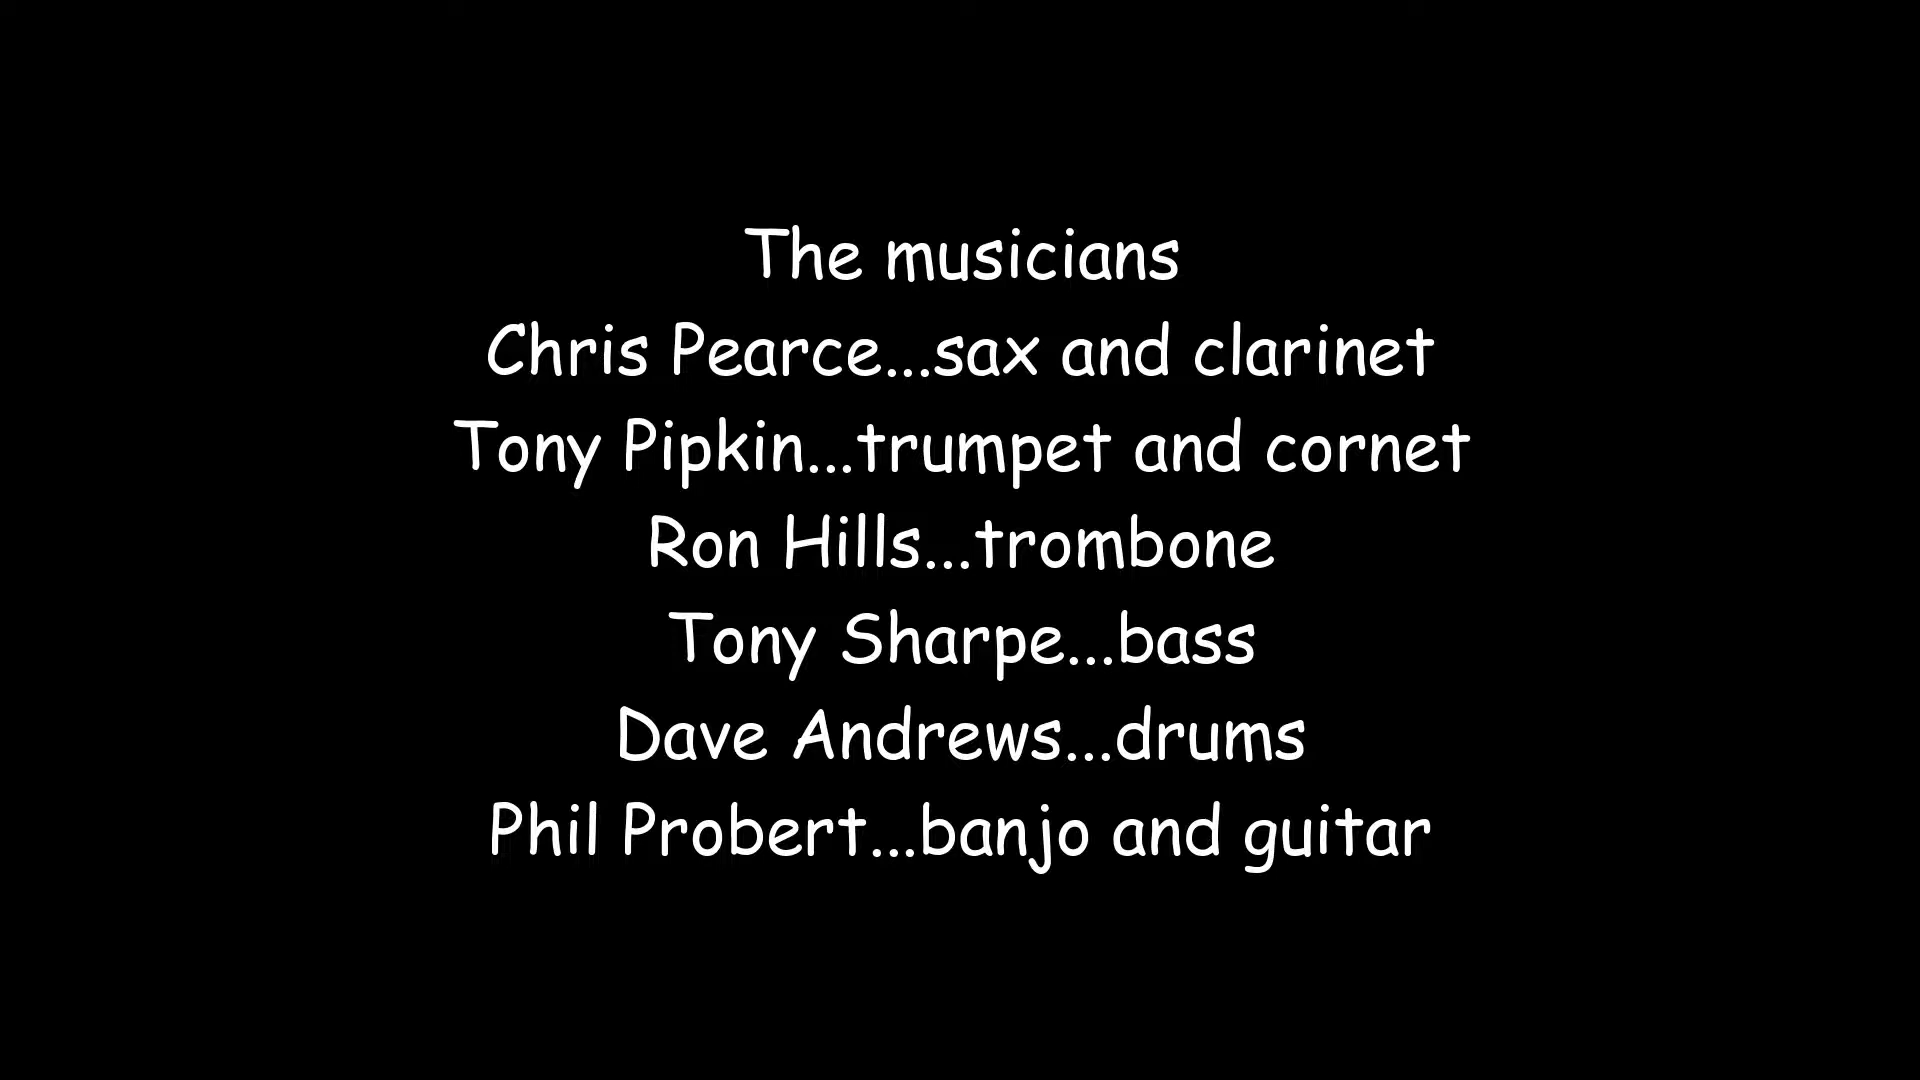 The musicians
Chris Pearce...sax and clarinet
Tony Pipkin...trumpet and cornet
Ron Hills...trombone
Tony Sharpe...bass
Dave Andrews...drums
Phil Probert...banjo and guitar